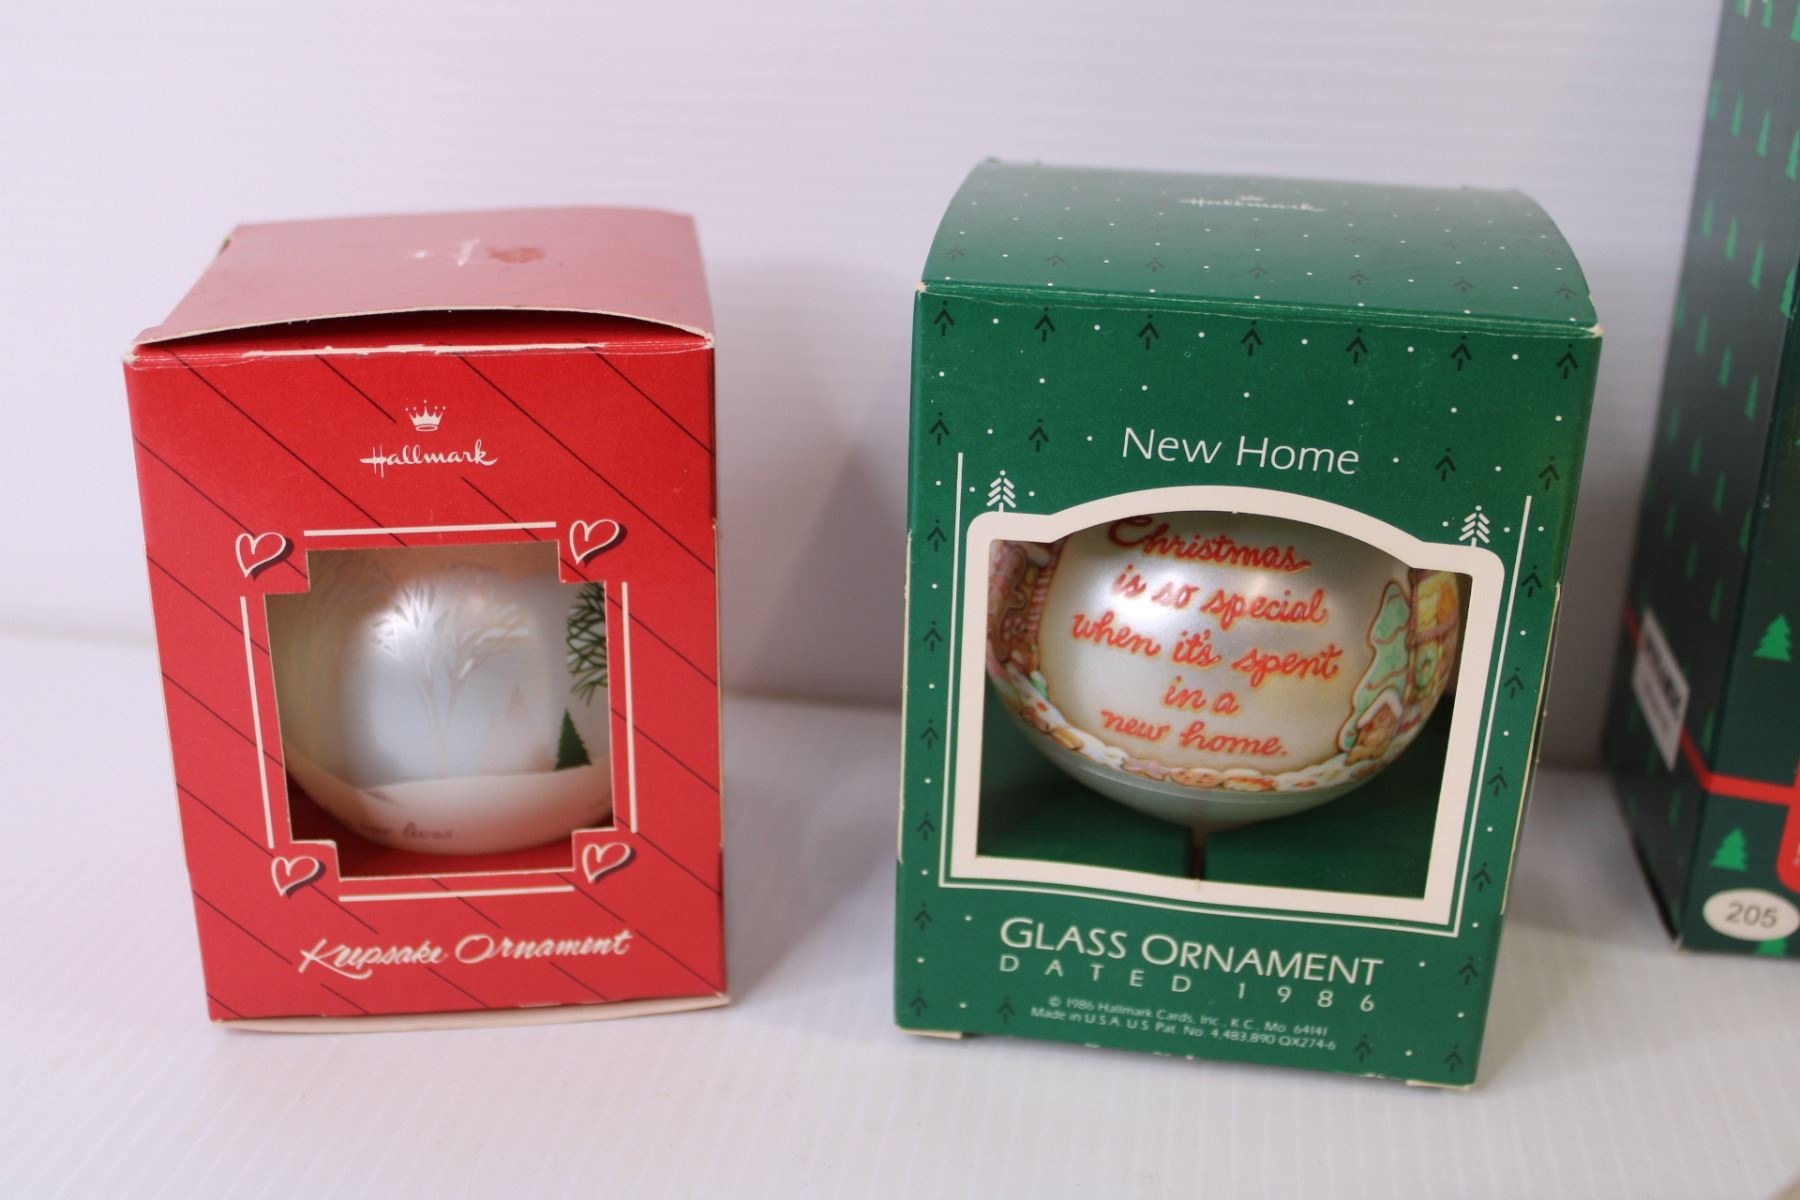 Hallmark
Keepsake Ornament
lives
Hallmark
New Home
Christmas
is so special
when it's spent
in a
new home.
GLASS ORNAMENT
DATED 1986
© 1986 Hallmark Cards, Inc., K.C., Mo. 64141
Made in U.S.A. U.S. Pat. No. 4,483,890 QX274-6
205